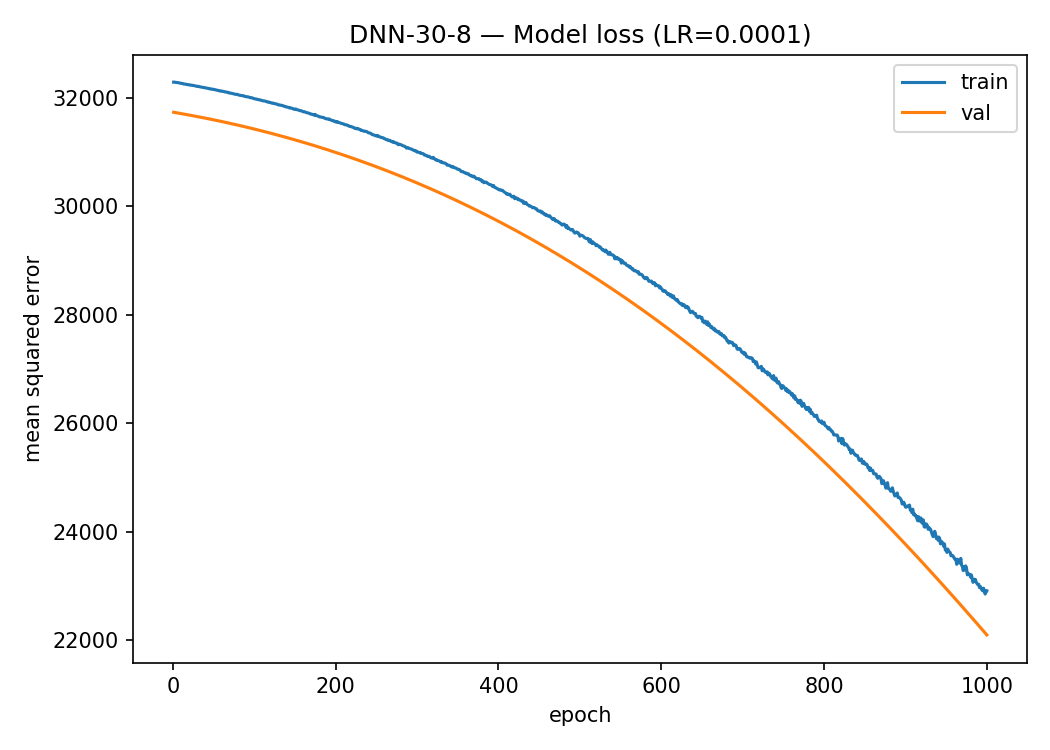 DNN-30-8 — Model loss (LR=0.0001)
train
val
mean squared error
32000
30000
28000
26000
24000
22000
0 200 400 600 800 1000
epoch